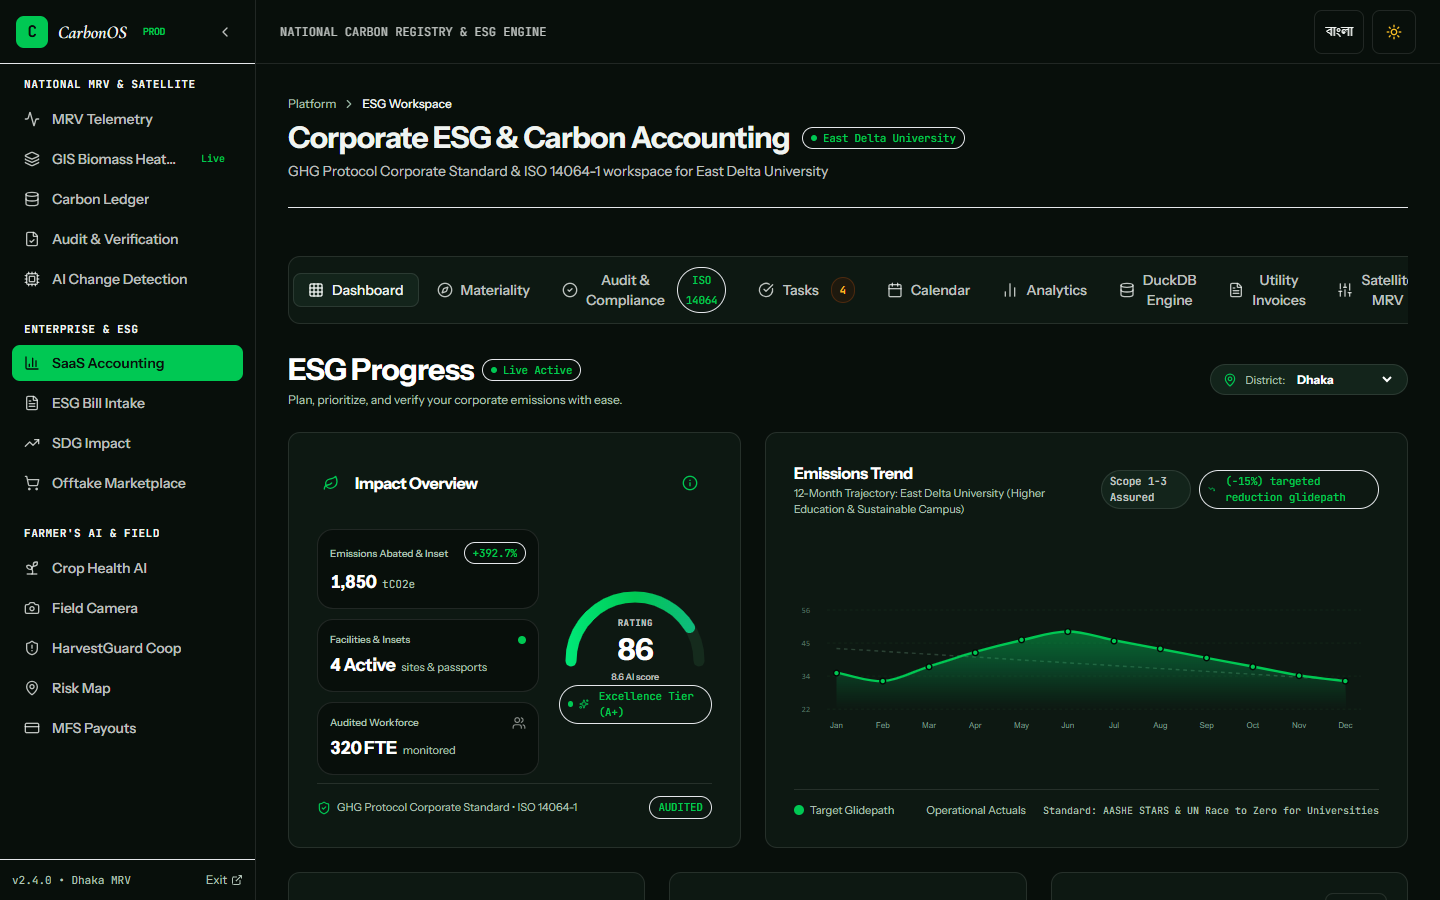 C CarbonOS PROD
NATIONAL CARBON REGISTRY & ESG ENGINE
বাংলা
NATIONAL MRV & SATELLITE
MRV Telemetry
GIS Biomass Heat... Live
Carbon Ledger
Audit & Verification
AI Change Detection
ENTERPRISE & ESG
SaaS Accounting
ESG Bill Intake
SDG Impact
Offtake Marketplace
FARMER'S AI & FIELD
Crop Health AI
Field Camera
HarvestGuard Coop
Risk Map
MFS Payouts
v2.4.0 • Dhaka MRV
Exit
Platform > ESG Workspace
Corporate ESG & Carbon Accounting
East Delta University
GHG Protocol Corporate Standard & ISO 14064-1 workspace for East Delta University
Dashboard
Materiality
Audit &
Compliance
ISO
14064
Tasks 4
Calendar
Analytics
DuckDB
Engine
Utility
Invoices
Satellite
MRV
ESG Progress
Live Active
Plan, prioritize, and verify your corporate emissions with ease.
District: Dhaka
Impact Overview
Emissions Abated & Inset +392.7%
1,850 tCO2e
Facilities & Insets
4 Active sites & passports
Audited Workforce
320 FTE monitored
RATING
86
8.6 AI score
Excellence Tier
(A+)
GHG Protocol Corporate Standard • ISO 14064-1
AUDITED
Emissions Trend
12-Month Trajectory: East Delta University (Higher
Education & Sustainable Campus)
Scope 1-3
Assured
(-15%) targeted
reduction glidepath
56
45
34
22
Jan Feb Mar Apr May Jun Jul Aug Sep Oct Nov Dec
Target Glidepath
Operational Actuals
Standard: AASHE STARS & UN Race to Zero for Universities